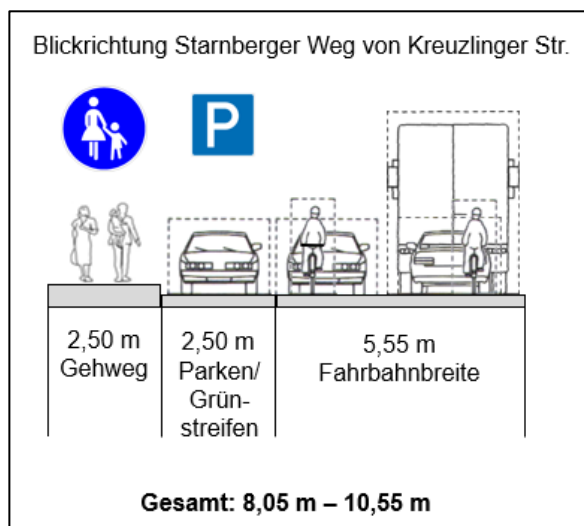 Blickrichtung Starnberger Weg von Kreuzlinger Str.
P
2,50 m
Gehweg
2,50 m
Parken/
Grün-
streifen
5,55 m
Fahrbahnbreite
Gesamt: 8,05 m – 10,55 m